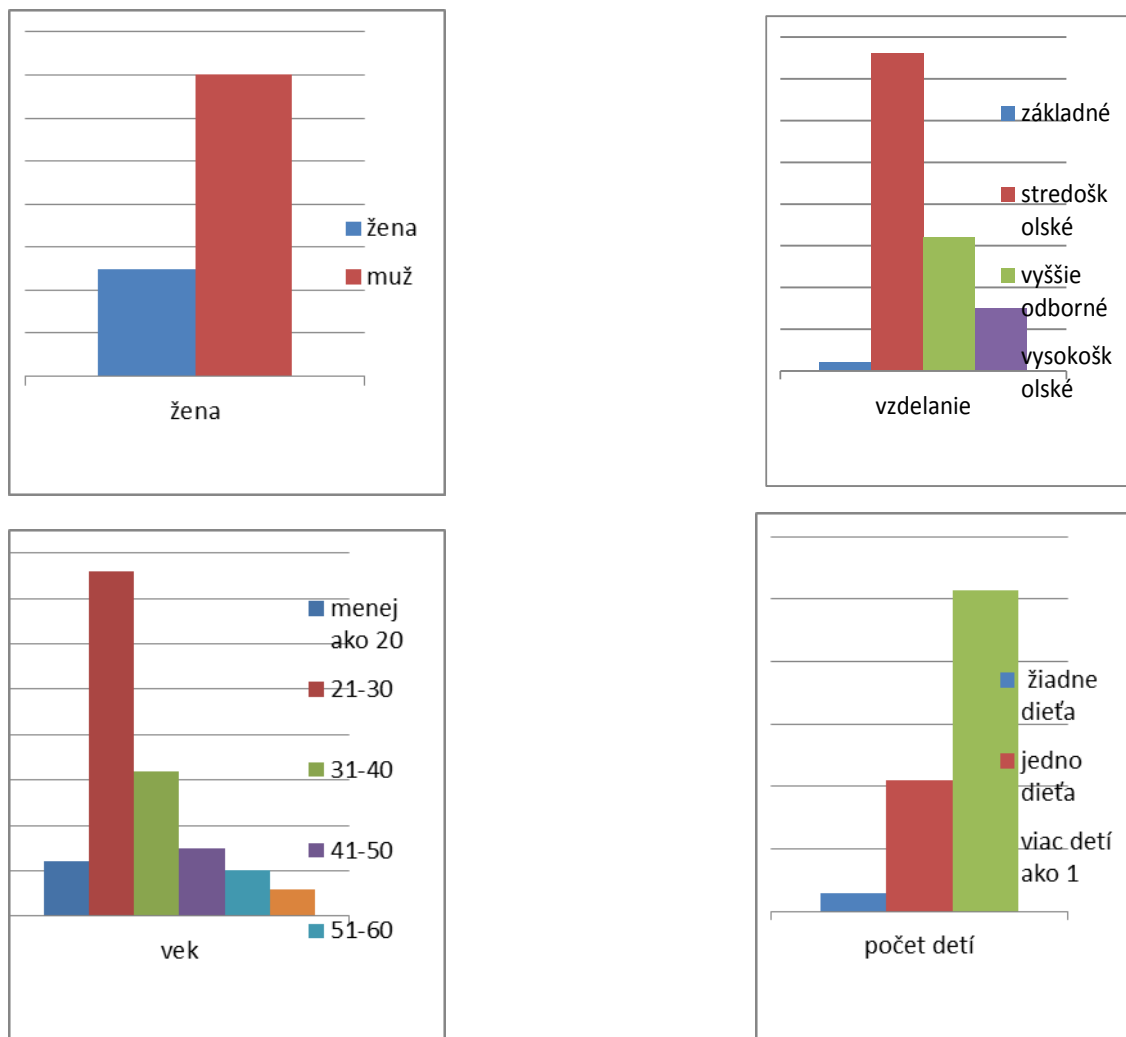 žena
muž
žena
základné
stredošk
olské
vyššie
odborné
vysokošk
olské
vzdelanie
menej
ako 20
21-30
31-40
41-50
51-60
vek
žiadne
dieťa
jedno
dieťa
viac detí
ako 1
počet detí